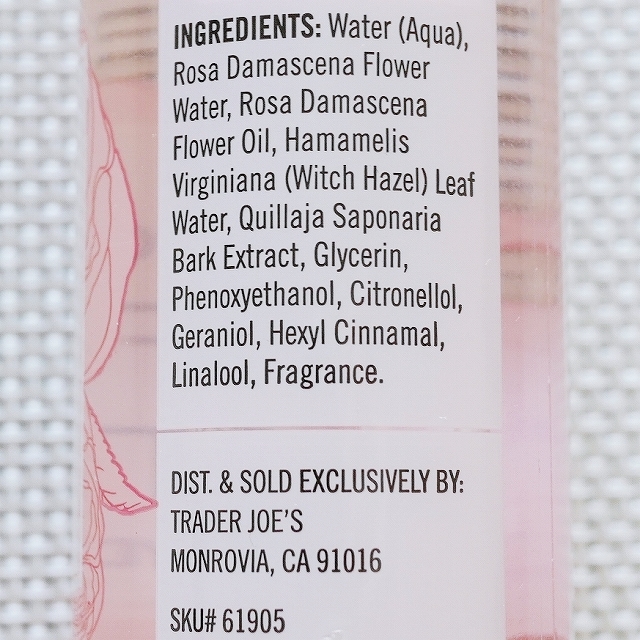 INGREDIENTS: Water (Aqua),
Rosa Damascena Flower
Water, Rosa Damascena
Flower Oil, Hamamelis
Virginiana (Witch Hazel) Leaf
Water, Quillaja Saponaria
Bark Extract, Glycerin,
Phenoxyethanol, Citronellol,
Geraniol, Hexyl Cinnamal,
Linalool, Fragrance.
DIST. & SOLD EXCLUSIVELY BY:
TRADER JOE'S
MONROVIA, CA 91016
SKU# 61905